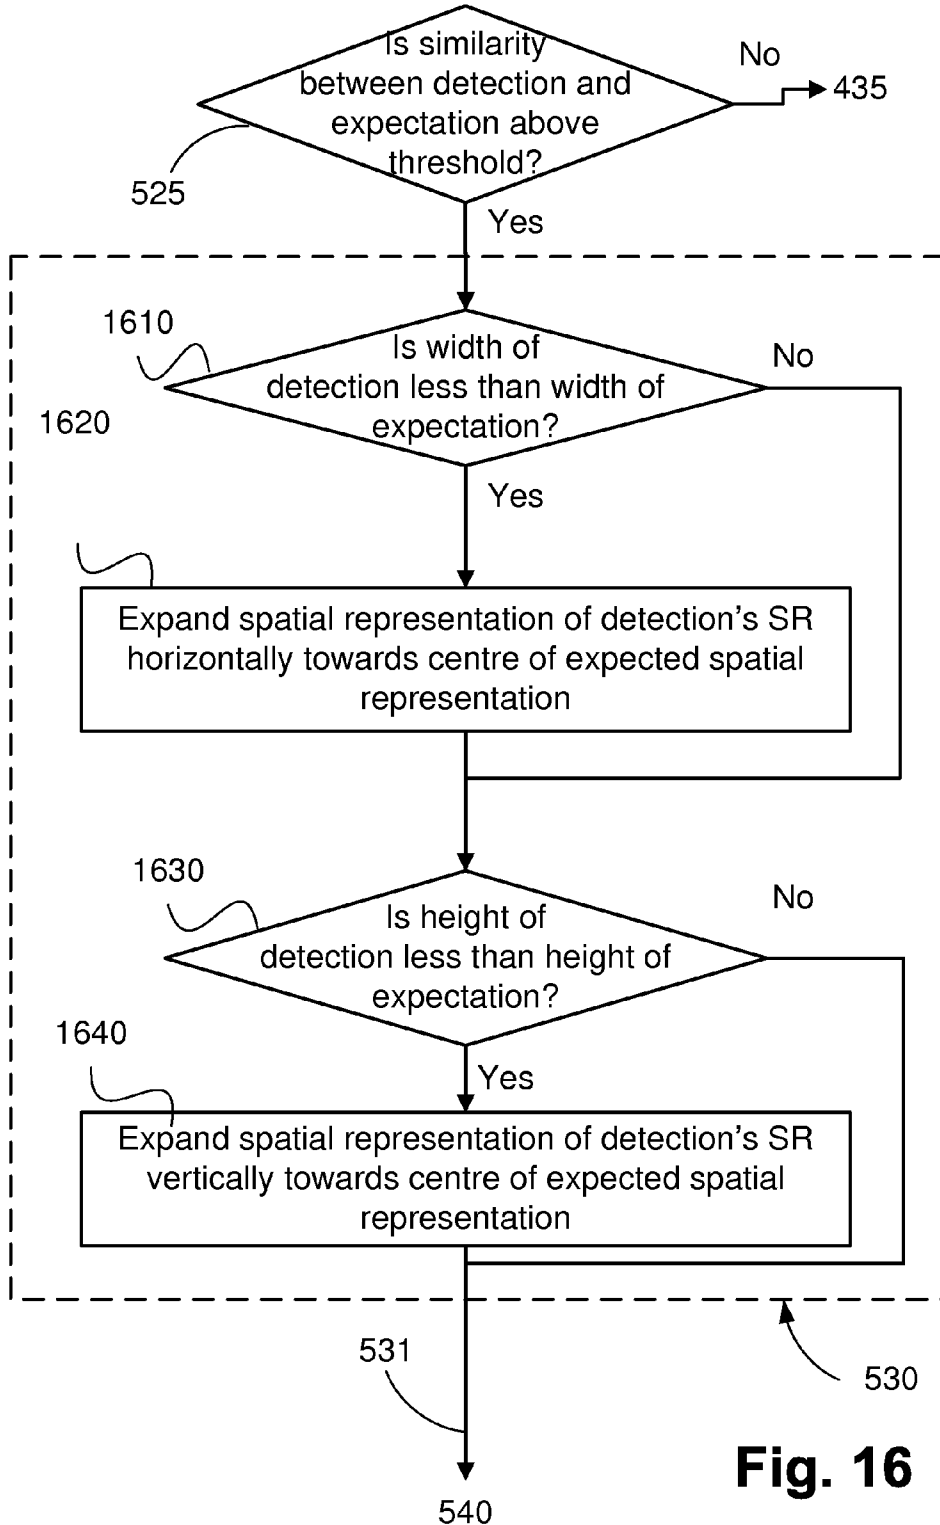 Is similarity
between detection and
expectation above
threshold?
No
435
525
Yes
1610
Is width of
detection less than width of
expectation?
No
1620
Yes
Expand spatial representation of detection's SR
horizontally towards centre of expected spatial
representation
1630
Is height of
detection less than height of
expectation?
No
1640
Yes
Expand spatial representation of detection's SR
vertically towards centre of expected spatial
representation
531
530
Fig. 16
540